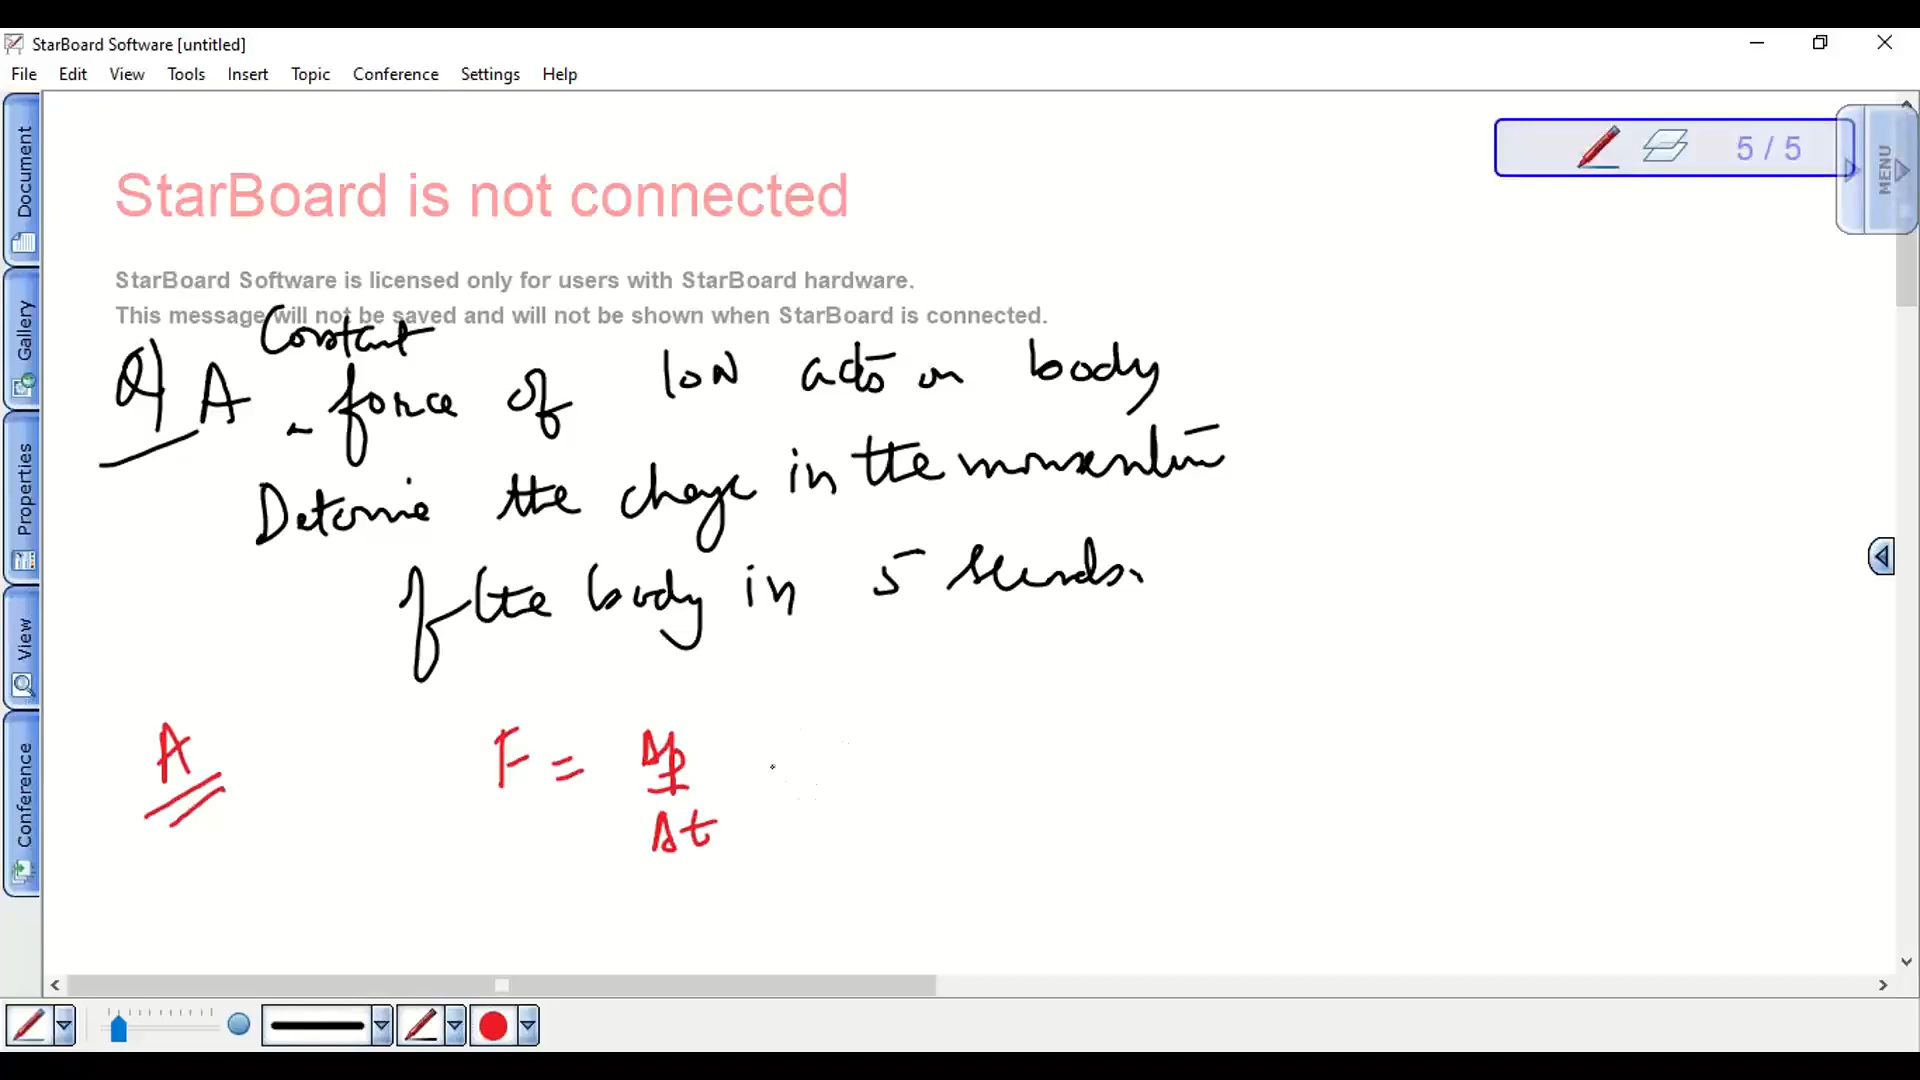 StarBoard Software [untitled]
File Edit View Tools Insert Topic Conference Settings Help
Document
Gallery
Properties
View
Conference
5 / 5
MENU
StarBoard is not connected
StarBoard Software is licensed only for users with StarBoard hardware.
This message will not be saved and will not be shown when StarBoard is connected.
Constant
Q) A force of 10N acts on body
Determine the change in the momentum
of the body in 5 seconds.
A F = Δp
Δt